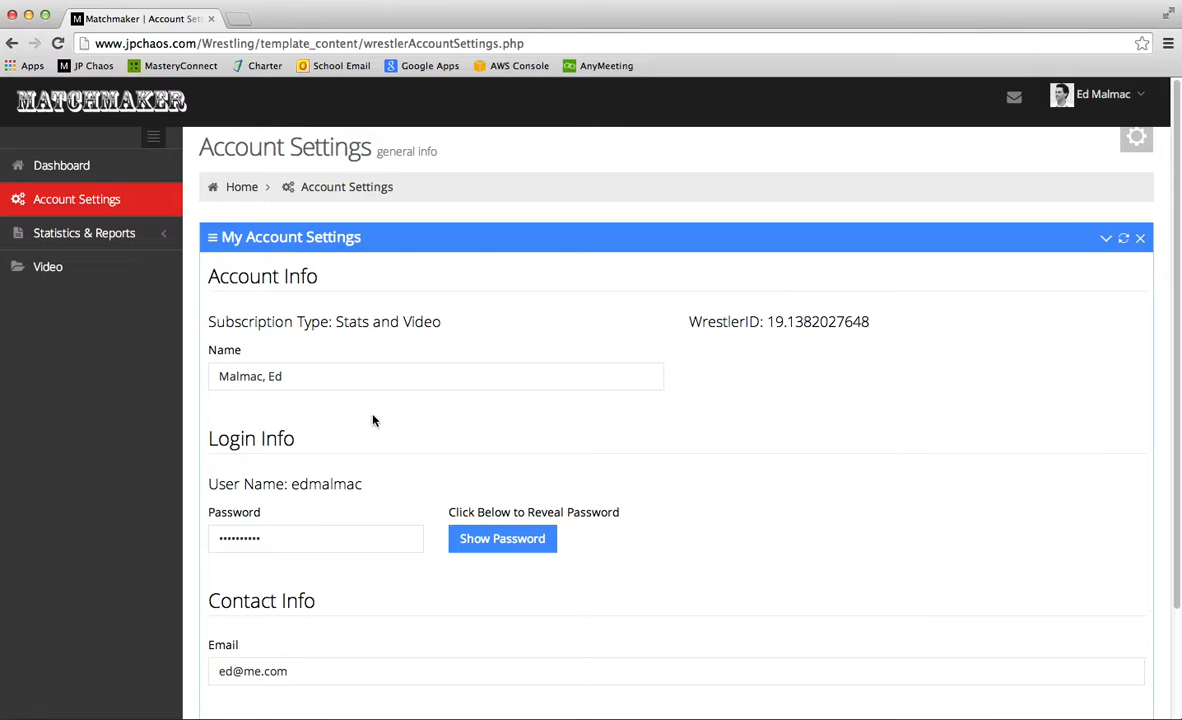 Matchmaker | Account Set
www.jpchaos.com/Wrestling/template_content/wrestlerAccountSettings.php
Apps JP Chaos MasteryConnect Charter School Email Google Apps AWS Console AnyMeeting
MATCHMAKER
Ed Malmac
Account Settings general info
Dashboard
Home Account Settings
Account Settings
Statistics & Reports
My Account Settings
Video
Account Info
Subscription Type: Stats and Video WrestlerID: 19.1382027648
Name
Malmac, Ed
Login Info
User Name: edmalmac
Password Click Below to Reveal Password
•••••••••• Show Password
Contact Info
Email
ed@me.com